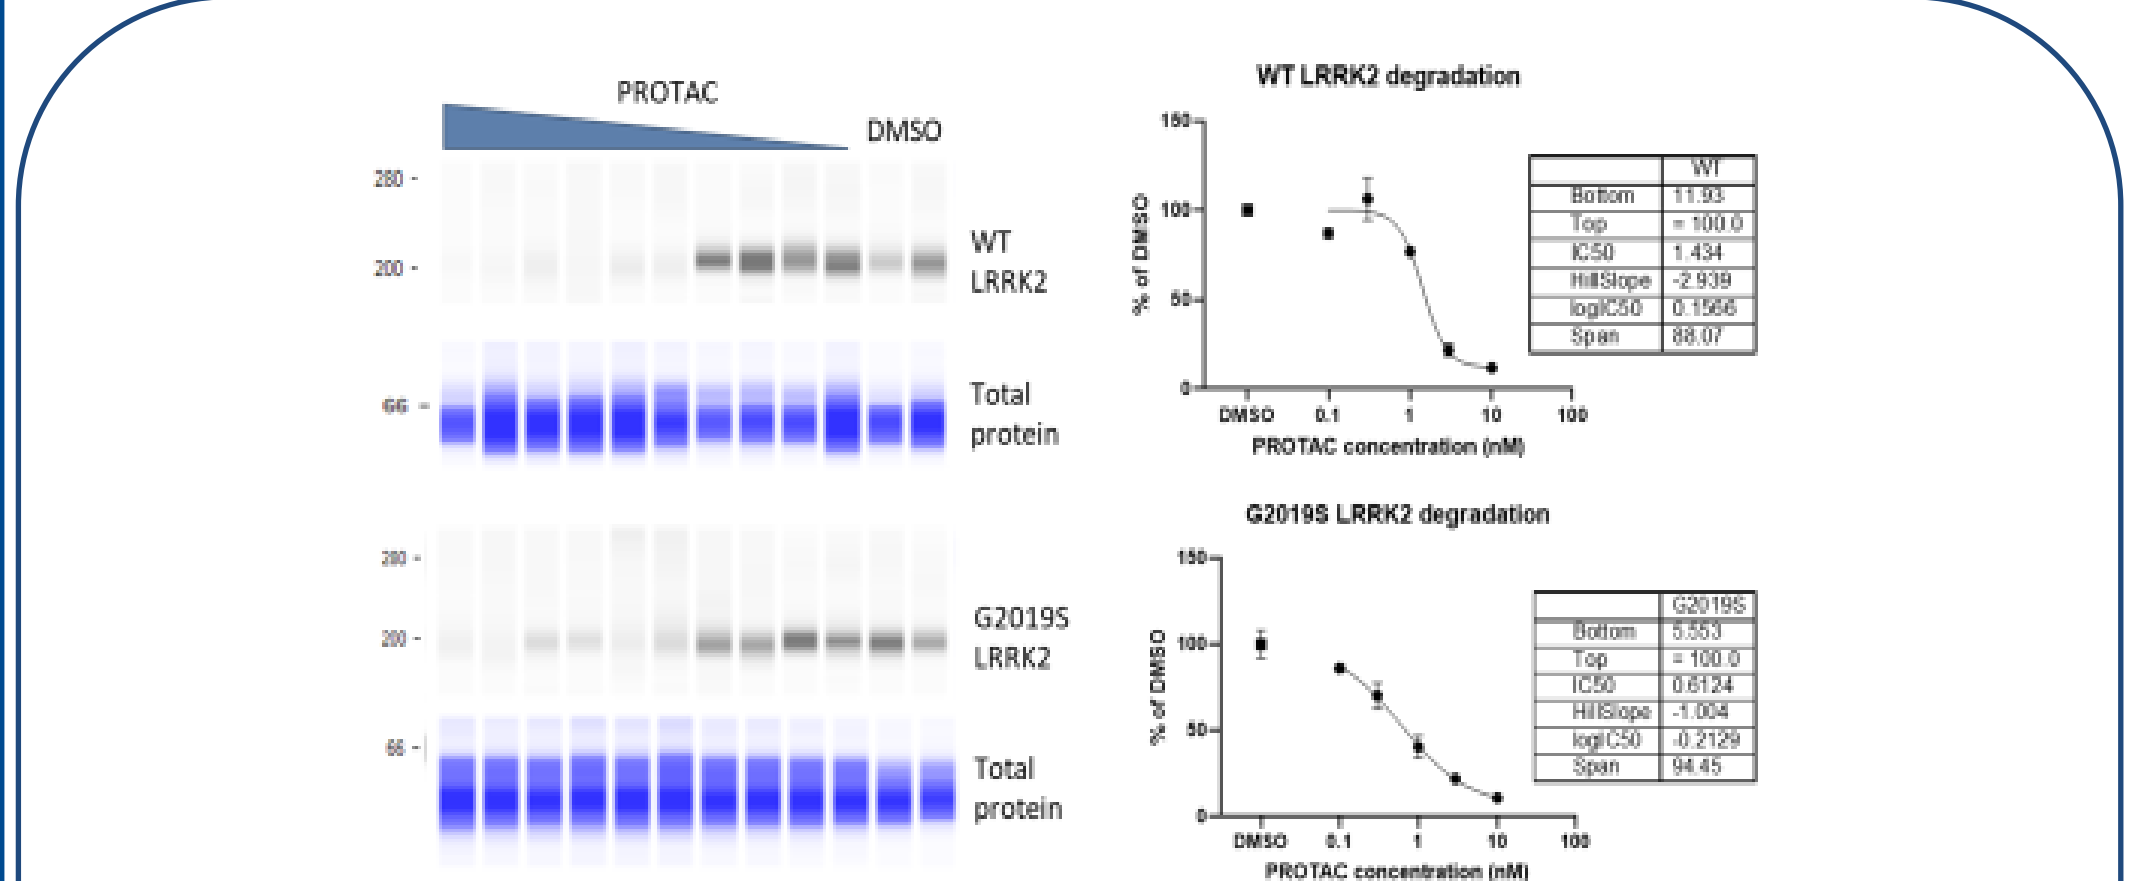 PROTAC
DMSO
280 -
200 -
WT
LRRK2
66 -
Total
protein
200 -
G2019S
LRRK2
66 -
Total
protein
WT LRRK2 degradation
% of DMSO
150
100
50
0
DMSO 0.1 1 10 100
PROTAC concentration (nM)
WT
Bottom 11.93
Top = 100.0
IC50 1.434
HillSlope -2.939
logIC50 0.1566
Span 88.07
G2019S LRRK2 degradation
% of DMSO
150
100
50
0
DMSO 0.1 1 10 100
PROTAC concentration (nM)
G2019S
Bottom 5.553
Top = 100.0
IC50 0.6124
HillSlope -1.004
logIC50 -0.2129
Span 94.45